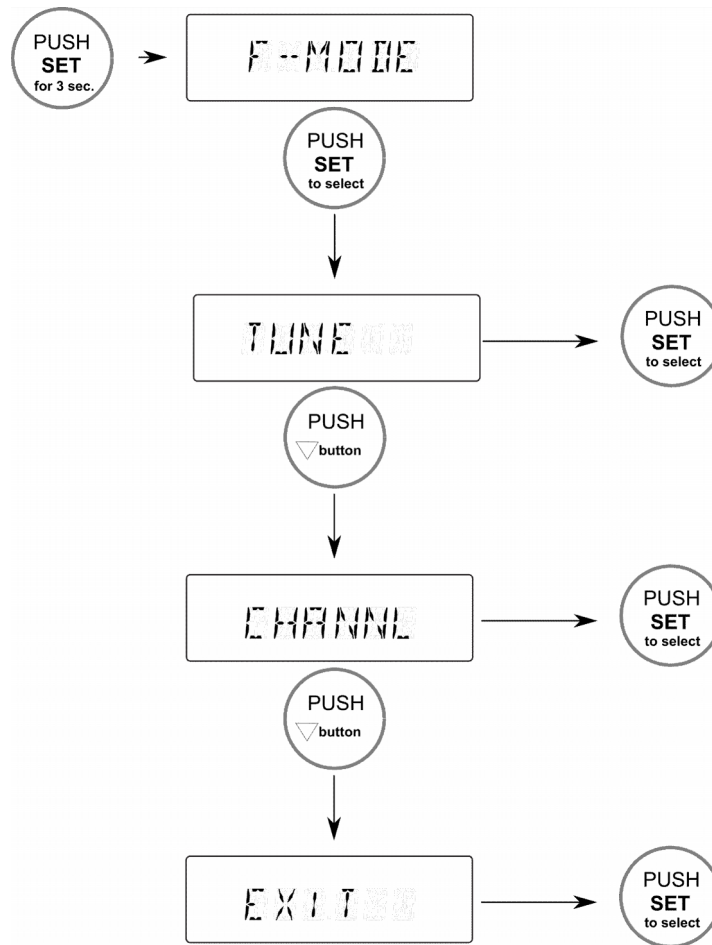 PUSH
SET
for 3 sec.
F--MODE
PUSH
SET
to select
TUNE
PUSH
SET
to select
PUSH
button
CHANNL
PUSH
SET
to select
PUSH
button
EXIT
PUSH
SET
to select